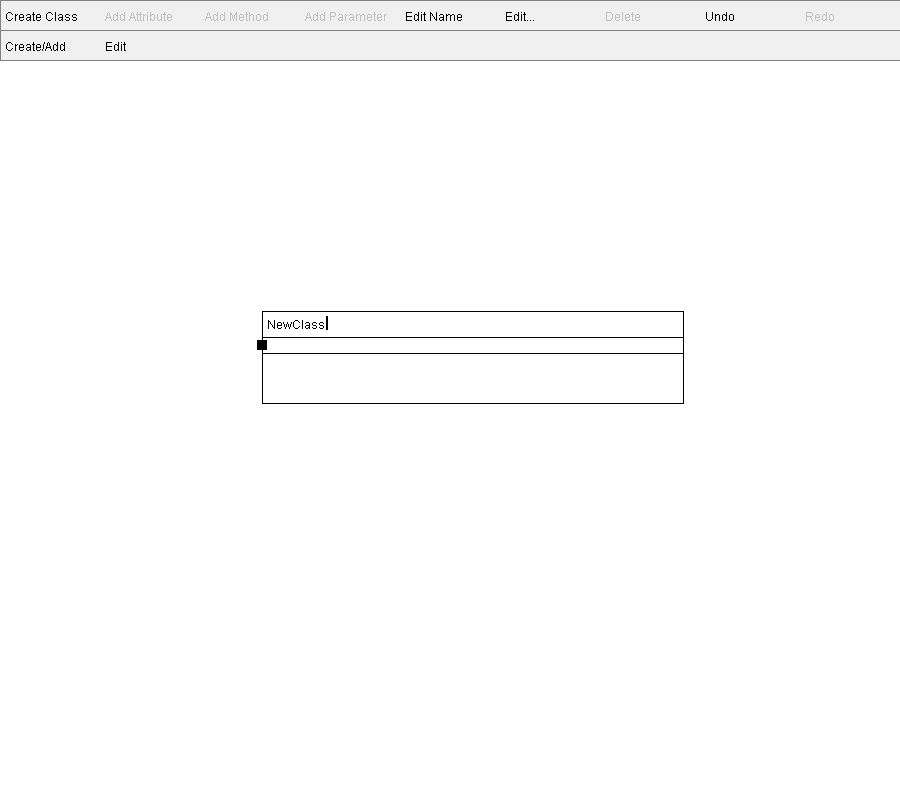 Create Class Add Attribute Add Method Add Parameter Edit Name Edit... Delete Undo Redo
Create/Add Edit
NewClass